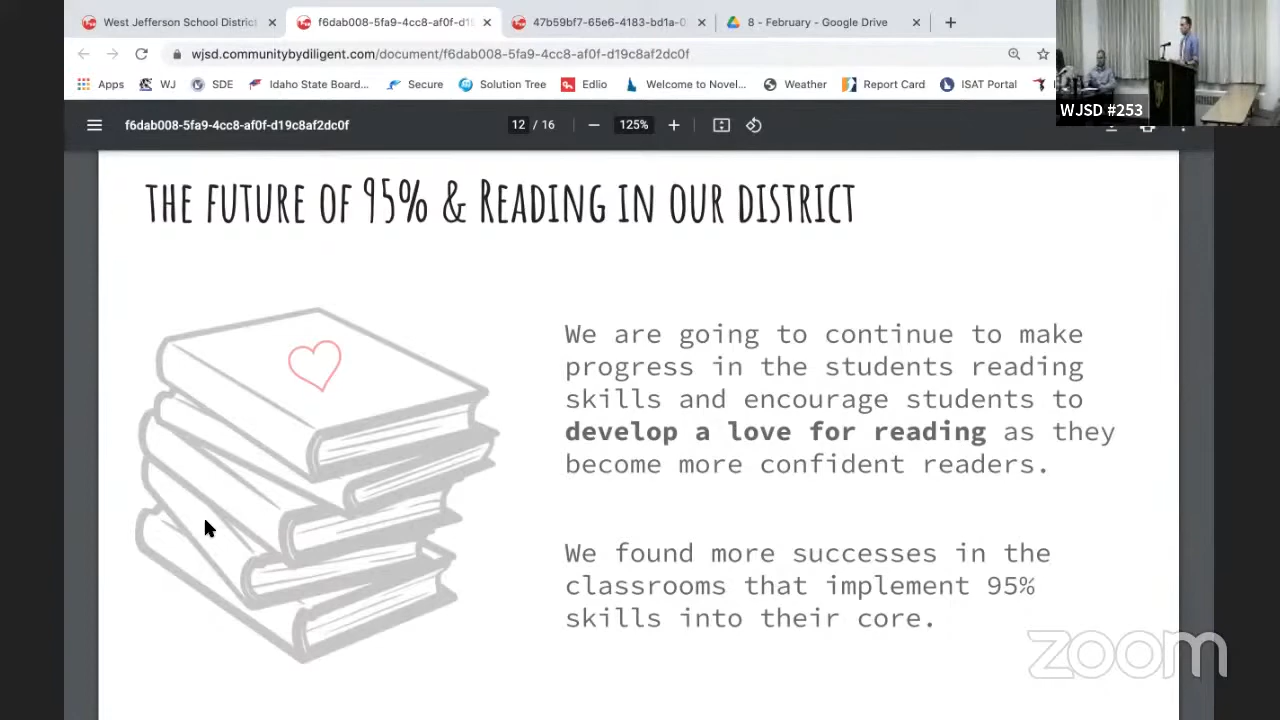 West Jefferson School District
f6dab008-5fa9-4cc8-af0f-d19
47b59bf7-65e6-4183-bd1a-0
8 - February - Google Drive
wjsd.communitybydiligent.com/document/f6dab008-5fa9-4cc8-af0f-d19c8af2dc0f
Apps WJ SDE Idaho State Board... Secure Solution Tree Edlio Welcome to Novel... Weather Report Card ISAT Portal
WJSD #253
f6dab008-5fa9-4cc8-af0f-d19c8af2dc0f 12 / 16 125%
THE FUTURE OF 95% & READING IN OUR DISTRICT
We are going to continue to make
progress in the students reading
skills and encourage students to
develop a love for reading as they
become more confident readers.
We found more successes in the
classrooms that implement 95%
skills into their core.
zoom